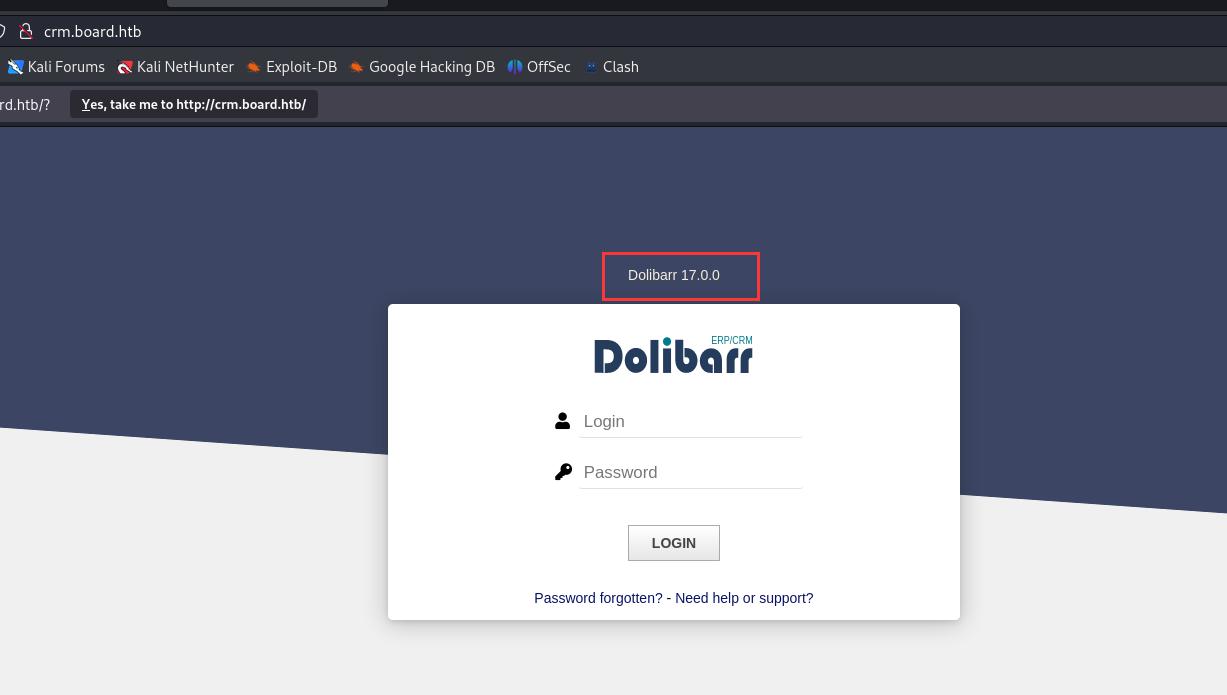 crm.board.htb
Kali Forums Kali NetHunter Exploit-DB Google Hacking DB OffSec Clash
rd.htb/? Yes, take me to http://crm.board.htb/
Dolibarr 17.0.0
ERP/CRM
Dolibarr
Login
Password
LOGIN
Password forgotten? - Need help or support?